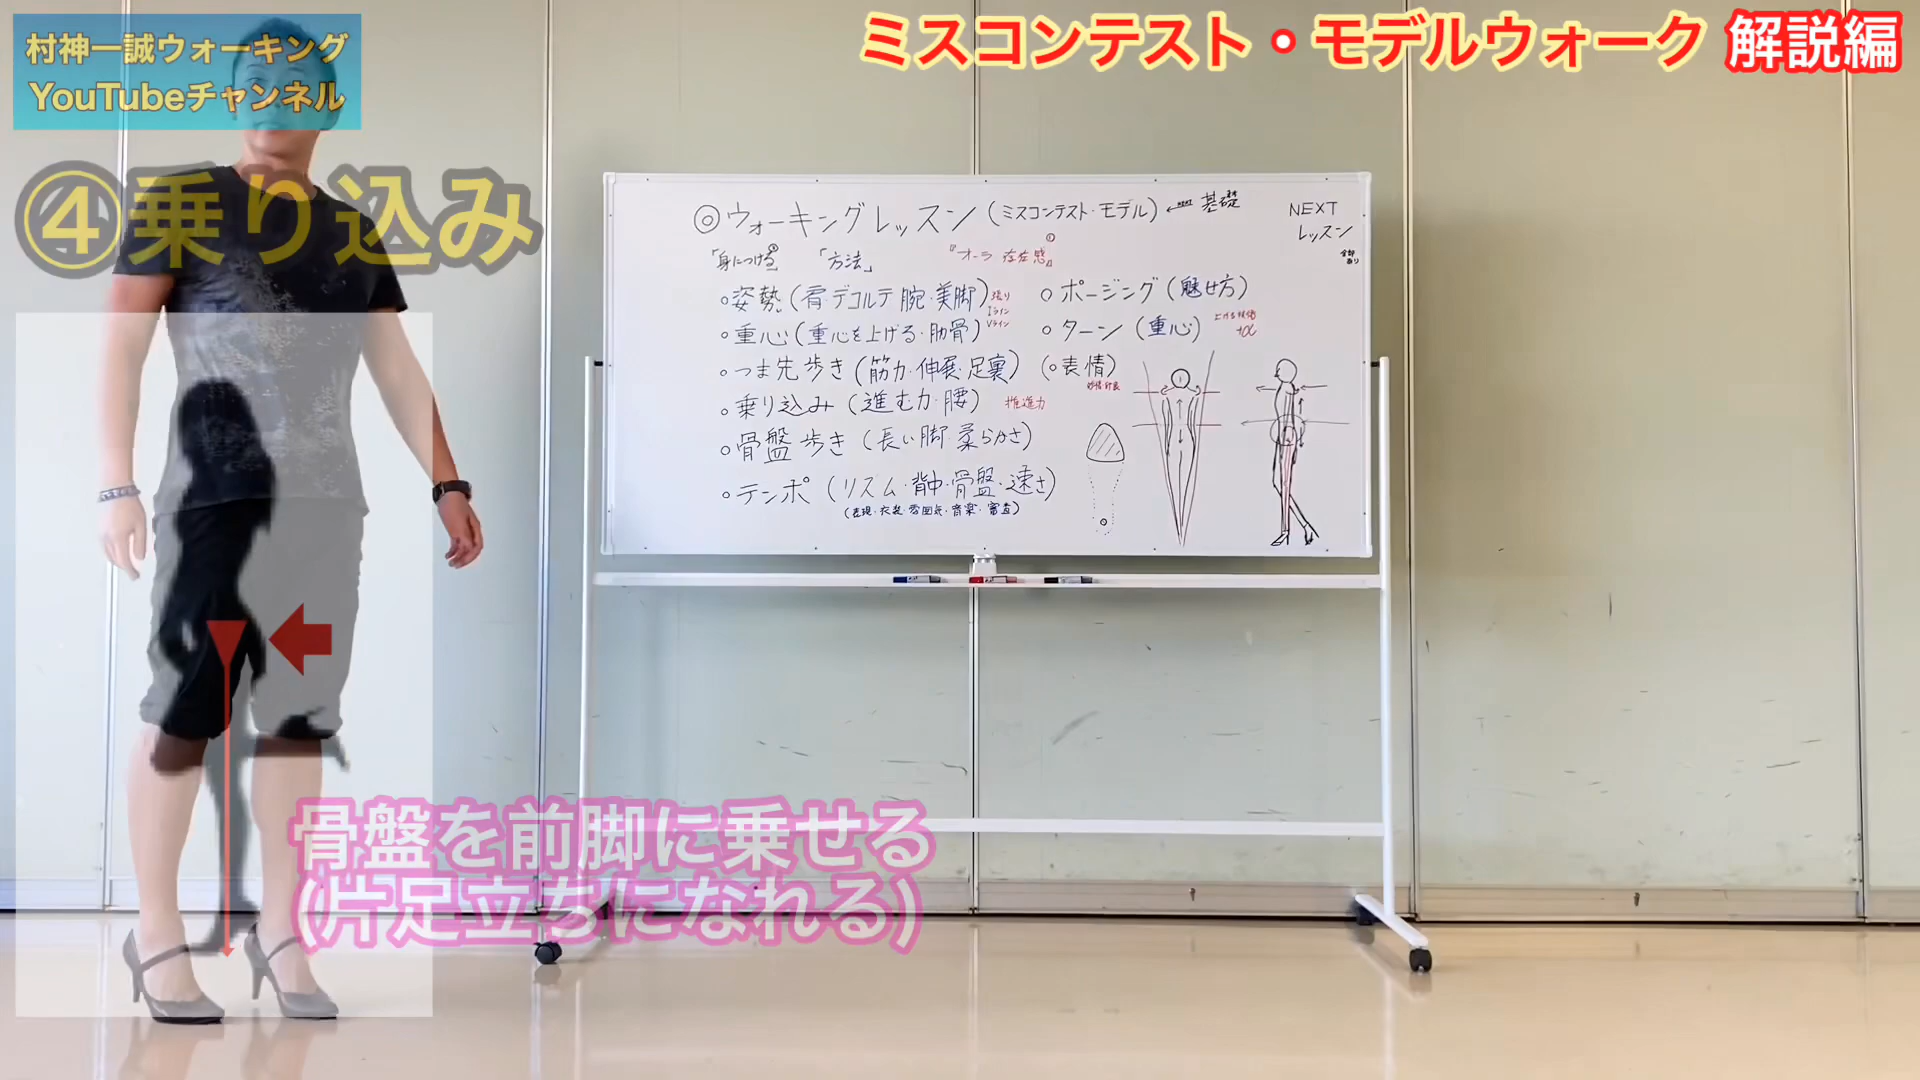 村神一誠ウォーキング
YouTubeチャンネル
ミスコンテスト・モデルウォーク 解説編
④乗り込み
◎ウォーキングレッスン(ミスコンテスト・モデル)
基礎
NEXT
レッスン
「身につける」 「方法」 『オーラ 存在感』
○姿勢(肩・デコルテ 腕・美脚)
Iライン
Vライン
○重心(重心を上げる・肋骨)
○つま先歩き(筋力・伸展・足裏)
○乗り込み(進む力・腰) 推進力
○骨盤歩き(長い脚 柔らかさ)
○テンポ(リズム・背中・骨盤・速さ)
○ポージング(魅せ方)
○ターン(重心)
+α
(○表情)
骨盤を前脚に乗せる
(片足立ちになれる)